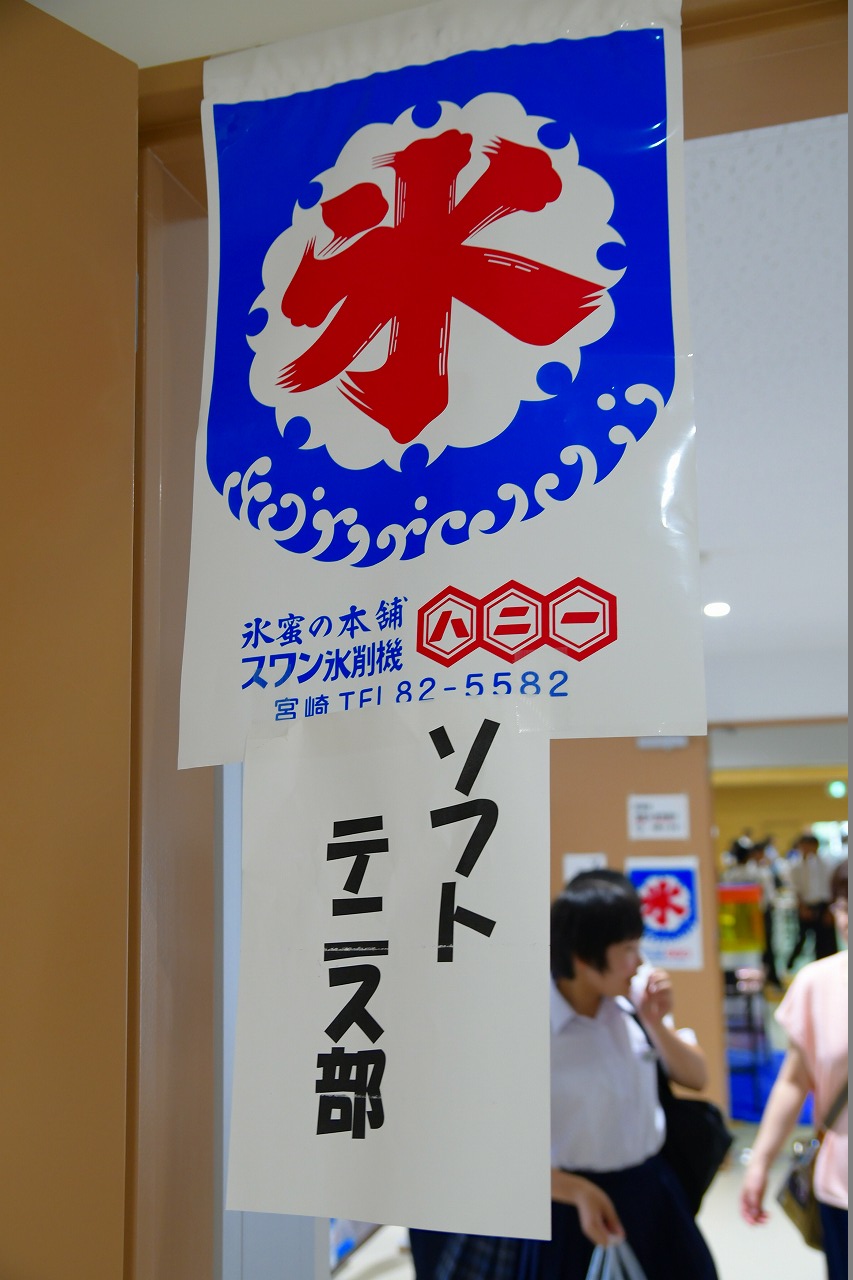 氷
氷蜜の本舗 ハニー
スワン氷削機
宮崎 TEL 82-5582
ソフト
テニス部
氷